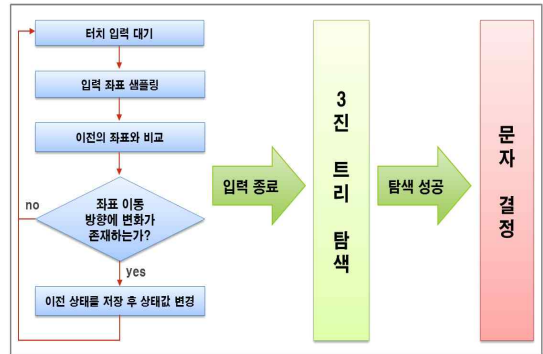 터치 입력 대기
입력 좌표 샘플링
이전의 좌표와 비교
no
좌표 이동
방향에 변화가
존재하는가?
yes
이전 상태를 저장 후 상태값 변경
입력 종료
3
진
트
리
탐
색
탐색 성공
문
자
결
정